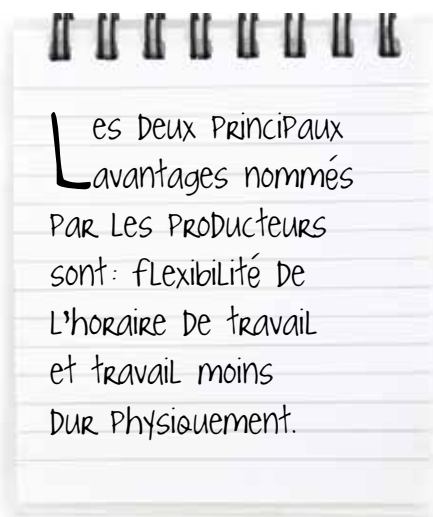 Les deux principaux
avantages nommés
par les producteurs
sont: flexibilité de
l'horaire de travail
et travail moins
dur physiquement.